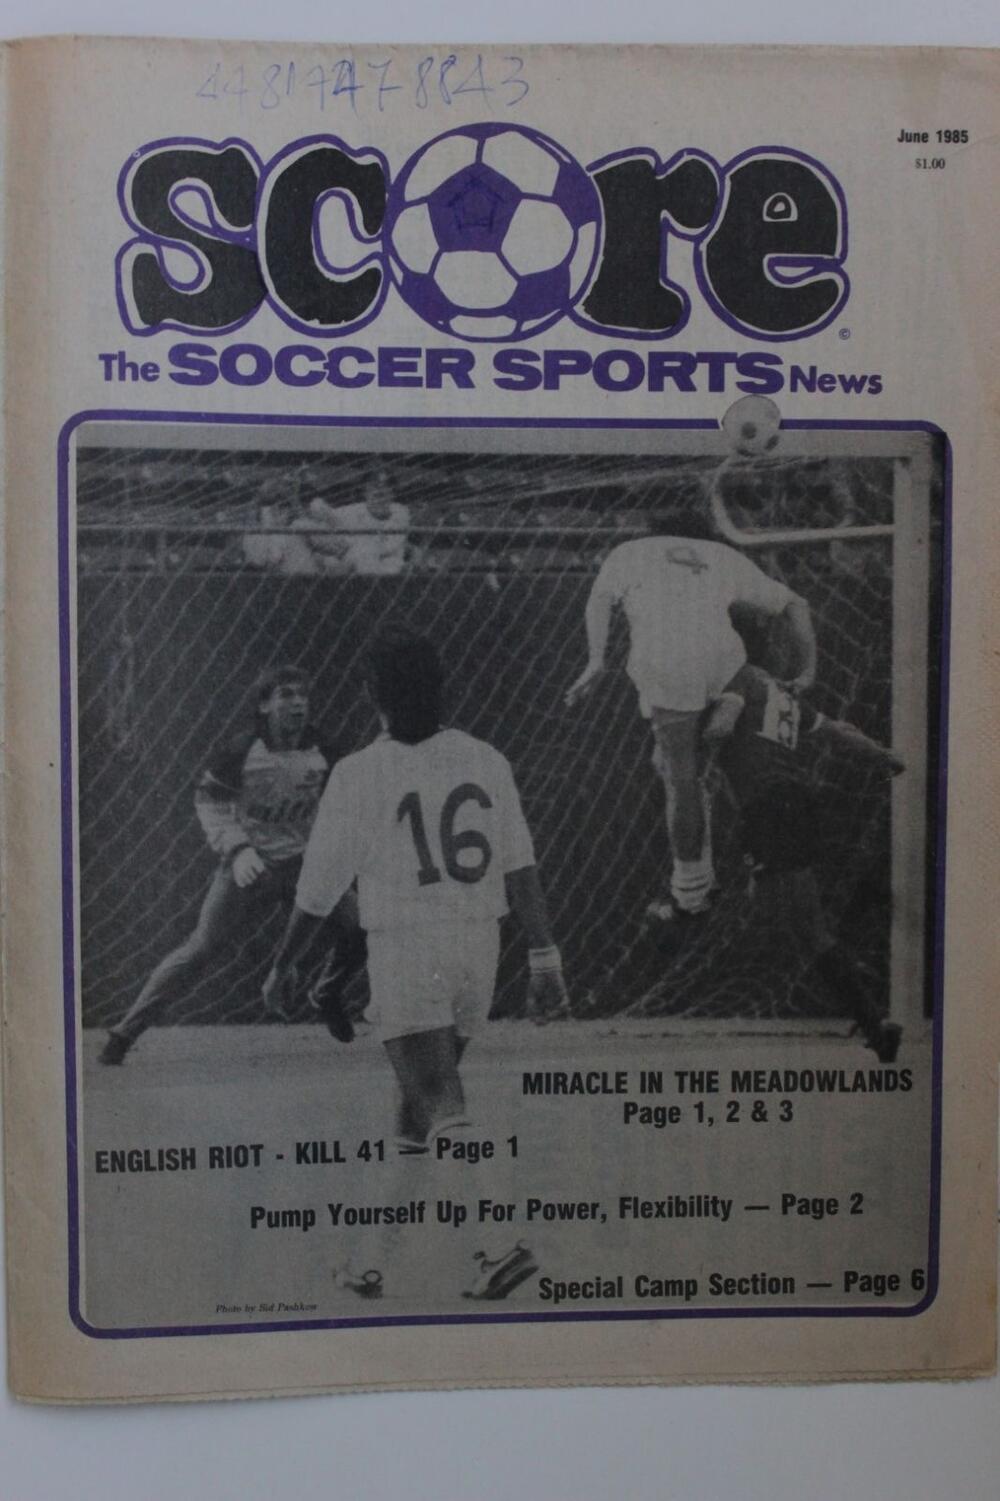 June 1985
$1.00
score
©
The SOCCER SPORTS News
4
16
MIRACLE IN THE MEADOWLANDS
Page 1, 2 & 3
ENGLISH RIOT - KILL 41 — Page 1
Pump Yourself Up For Power, Flexibility — Page 2
Special Camp Section — Page 6
Photo by Sid Pashkow